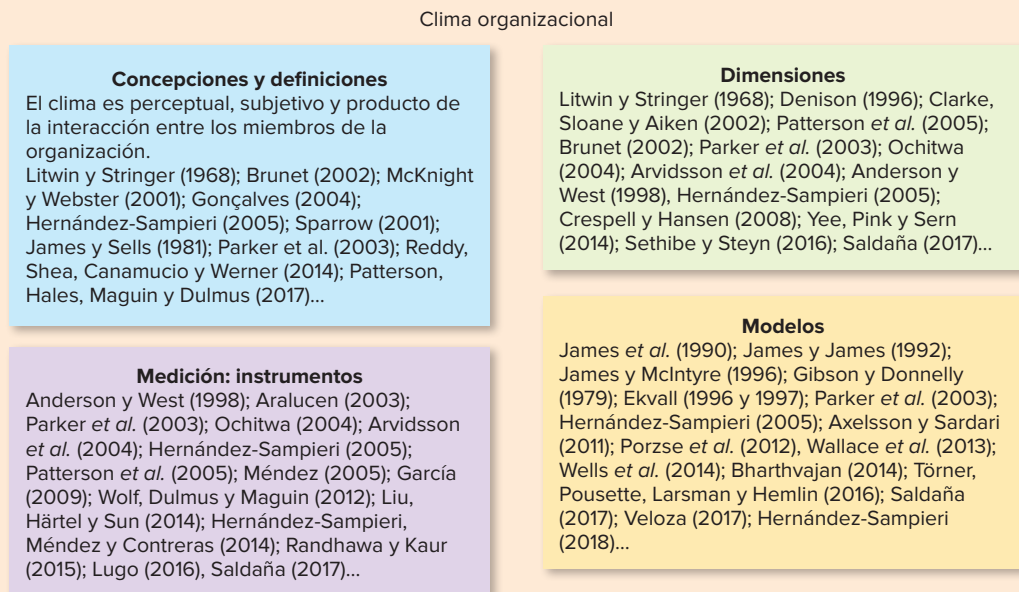 Clima organizacional
Concepciones y definiciones
El clima es perceptual, subjetivo y producto de
la interacción entre los miembros de la
organización.
Litwin y Stringer (1968); Brunet (2002); McKnight
y Webster (2001); Gonçalves (2004);
Hernández-Sampieri (2005); Sparrow (2001);
James y Sells (1981); Parker et al. (2003); Reddy,
Shea, Canamucio y Werner (2014); Patterson,
Hales, Maguin y Dulmus (2017)...
Medición: instrumentos
Anderson y West (1998); Aralucen (2003);
Parker et al. (2003); Ochitwa (2004); Arvidsson
et al. (2004); Hernández-Sampieri (2005);
Patterson et al. (2005); Méndez (2005); García
(2009); Wolf, Dulmus y Maguin (2012); Liu,
Härtel y Sun (2014); Hernández-Sampieri,
Méndez y Contreras (2014); Randhawa y Kaur
(2015); Lugo (2016), Saldaña (2017)...
Dimensiones
Litwin y Stringer (1968); Denison (1996); Clarke,
Sloane y Aiken (2002); Patterson et al. (2005);
Brunet (2002); Parker et al. (2003); Ochitwa
(2004); Arvidsson et al. (2004); Anderson y
West (1998), Hernández-Sampieri (2005);
Crespell y Hansen (2008); Yee, Pink y Sern
(2014); Sethibe y Steyn (2016); Saldaña (2017)...
Modelos
James et al. (1990); James y James (1992);
James y McIntyre (1996); Gibson y Donnelly
(1979); Ekvall (1996 y 1997); Parker et al. (2003);
Hernández-Sampieri (2005); Axelsson y Sardari
(2011); Porzse et al. (2012), Wallace et al. (2013);
Wells et al. (2014); Bharthvajan (2014); Törner,
Pousette, Larsman y Hemlin (2016); Saldaña
(2017); Veloza (2017); Hernández-Sampieri
(2018)...